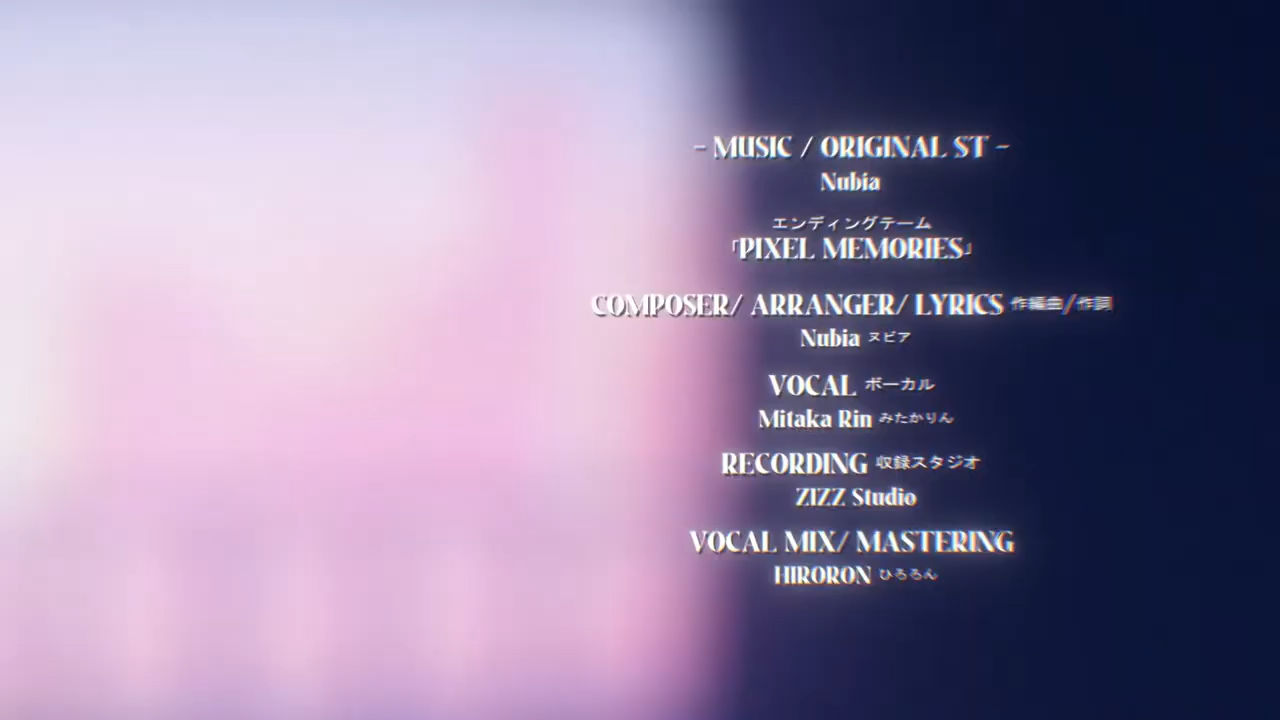 - MUSIC / ORIGINAL ST -
Nubia
エンディングテーム
「PIXEL MEMORIES」
COMPOSER/ ARRANGER/ LYRICS 作編曲/作詞
Nubia ヌビア
VOCAL ボーカル
Mitaka Rin みたかりん
RECORDING 収録スタジオ
ZIZZ Studio
VOCAL MIX/ MASTERING
HIRORON ひろろん